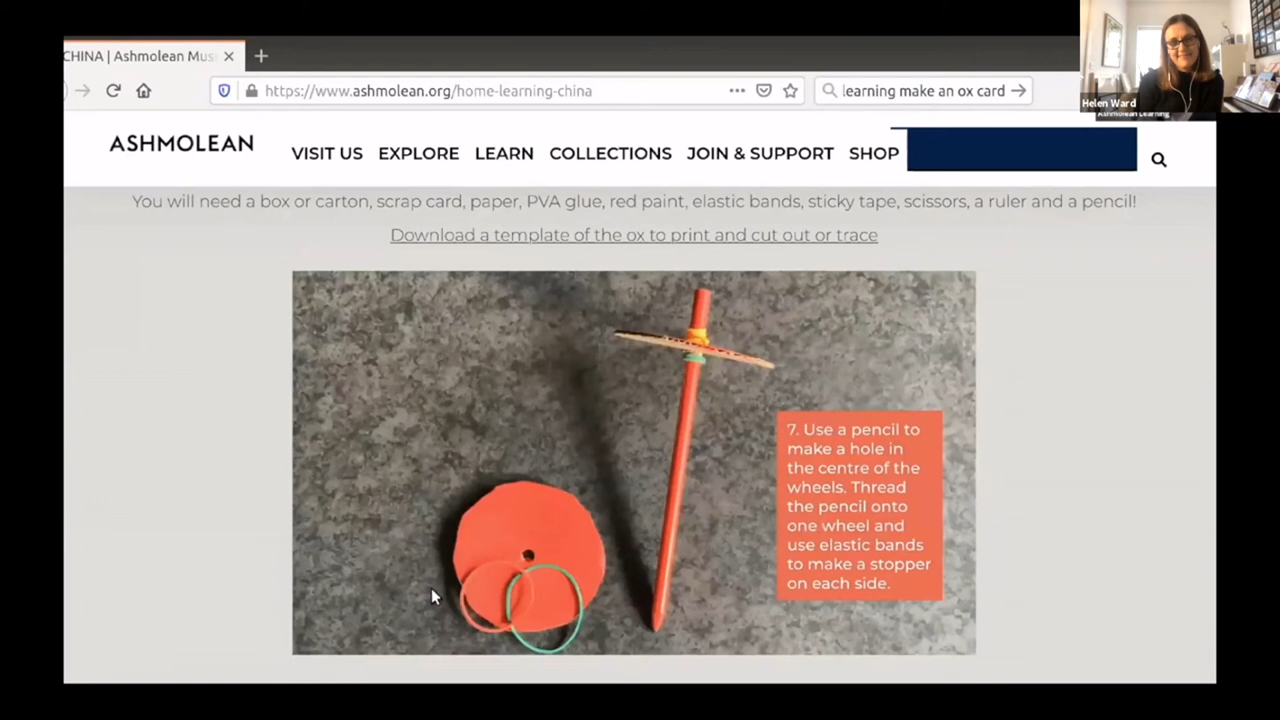 CHINA | Ashmolean Mus
https://www.ashmolean.org/home-learning-china
learning make an ox card
Helen Ward
Ashmolean Learning
ASHMOLEAN
VISIT US EXPLORE LEARN COLLECTIONS JOIN & SUPPORT SHOP
You will need a box or carton, scrap card, paper, PVA glue, red paint, elastic bands, sticky tape, scissors, a ruler and a pencil!
Download a template of the ox to print and cut out or trace
7. Use a pencil to
make a hole in
the centre of the
wheels. Thread
the pencil onto
one wheel and
use elastic bands
to make a stopper
on each side.